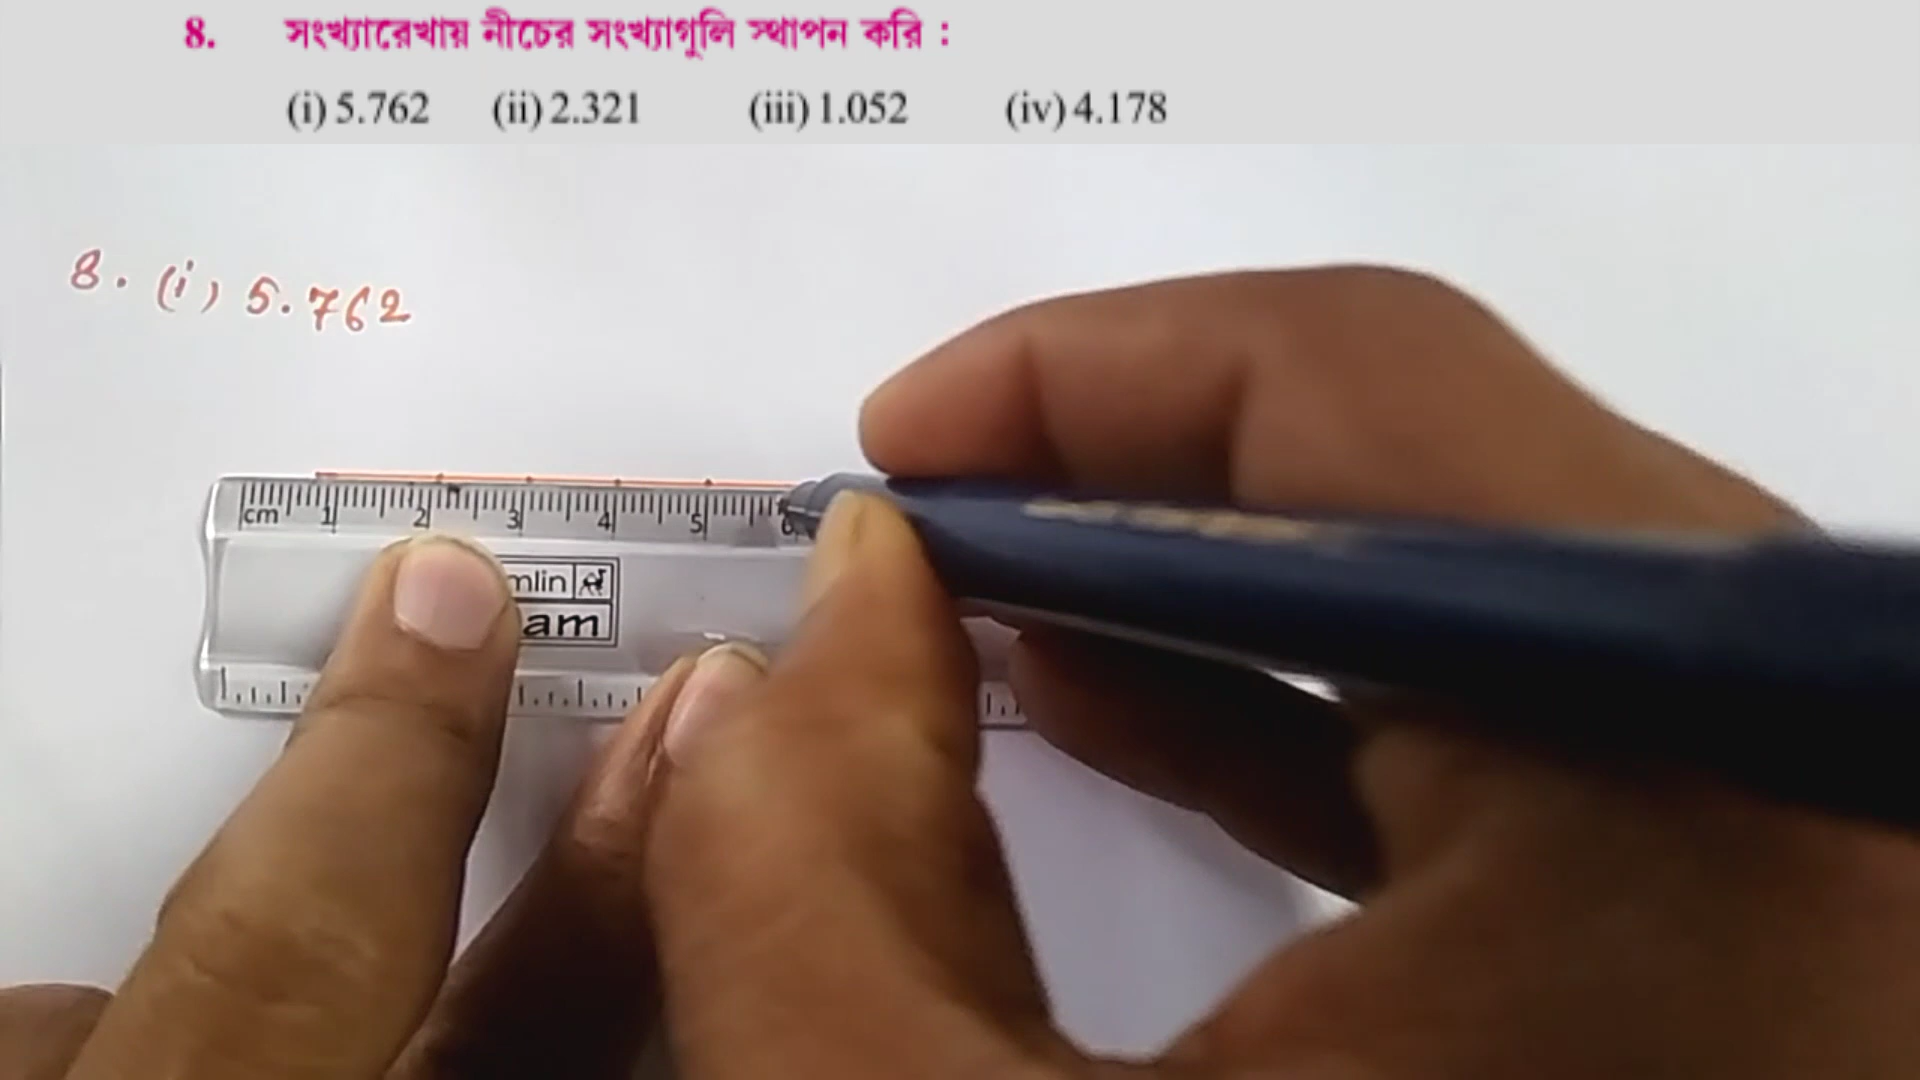 8. সংখ্যারেখায় নীচের সংখ্যাগুলি স্থাপন করি :
(i) 5.762 (ii) 2.321 (iii) 1.052 (iv) 4.178
8. (i) 5.762
cm 1 2 3 4 5 6
mlin
am